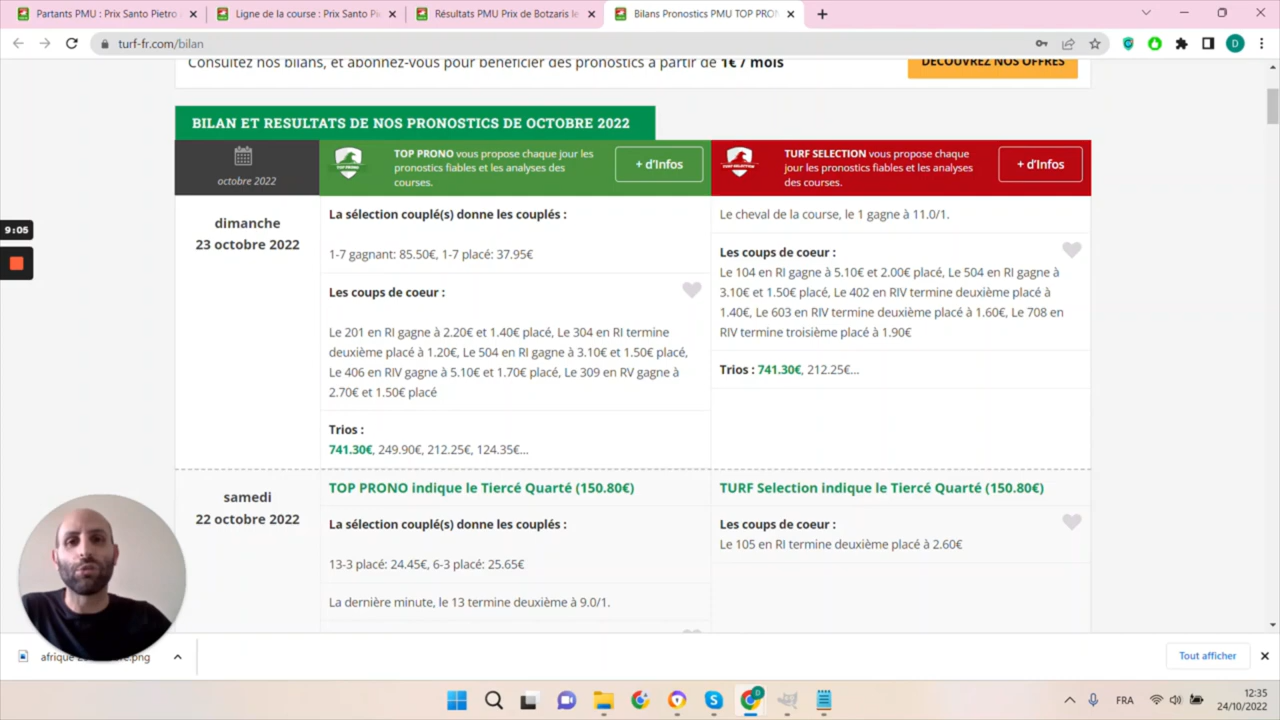 Partants PMU : Prix Santo Pietro
Ligne de la course : Prix Santo Pi
Résultats PMU Prix de Botzaris le
Bilans Pronostics PMU TOP PRON
turf-fr.com/bilan
D
Consultez nos bilans, et abonnez-vous pour bénéficier des pronostics à partir de 1€ / mois
DÉCOUVREZ NOS OFFRES
BILAN ET RESULTATS DE NOS PRONOSTICS DE OCTOBRE 2022
octobre 2022
TOP PRONO
TOP PRONO vous propose chaque jour les
pronostics fiables et les analyses des
courses.
+ d'Infos
TURF SELECTION
TURF SELECTION vous propose chaque
jour les pronostics fiables et les analyses
des courses.
+ d'Infos
dimanche
23 octobre 2022
La sélection couplé(s) donne les couplés :
1-7 gagnant: 85.50€, 1-7 placé: 37.95€
Les coups de coeur :
Le 201 en RI gagne à 2.20€ et 1.40€ placé, Le 304 en RI termine
deuxième placé à 1.20€, Le 504 en RI gagne à 3.10€ et 1.50€ placé,
Le 406 en RIV gagne à 5.10€ et 1.70€ placé, Le 309 en RV gagne à
2.70€ et 1.50€ placé
Trios :
741.30€, 249.90€, 212.25€, 124.35€...
Le cheval de la course, le 1 gagne à 11.0/1.
Les coups de coeur :
Le 104 en RI gagne à 5.10€ et 2.00€ placé, Le 504 en RI gagne à
3.10€ et 1.50€ placé, Le 402 en RIV termine deuxième placé à
1.40€, Le 603 en RIV termine deuxième placé à 1.60€, Le 708 en
RIV termine troisième placé à 1.90€
Trios : 741.30€, 212.25€...
samedi
22 octobre 2022
TOP PRONO indique le Tiercé Quarté (150.80€)
La sélection couplé(s) donne les couplés :
13-3 placé: 24.45€, 6-3 placé: 25.65€
La dernière minute, le 13 termine deuxième à 9.0/1.
TURF Selection indique le Tiercé Quarté (150.80€)
Les coups de coeur :
Le 105 en RI termine deuxième placé à 2.60€
9:05
afrique
.png
Tout afficher
D
FRA
12:35
24/10/2022